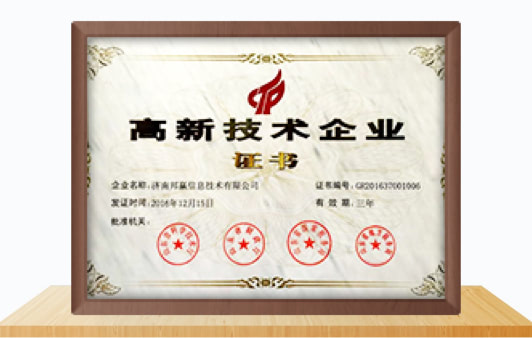 高新技术企业
证书
企业名称:济南邦赢信息技术有限公司
证书编号:GR201637001006
发证时间:2016年12月15日
有 效 期:三年
批准机关: